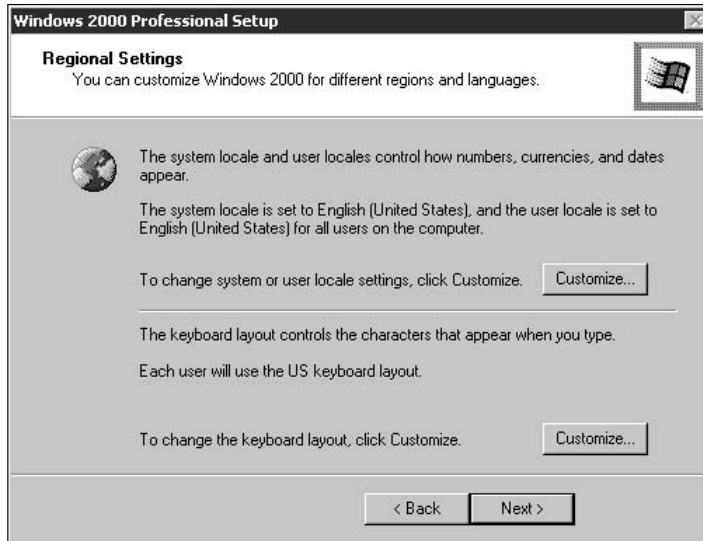 Windows 2000 Professional Setup
Regional Settings
You can customize Windows 2000 for different regions and languages.
The system locale and user locales control how numbers, currencies, and dates
appear.
The system locale is set to English (United States), and the user locale is set to
English (United States) for all users on the computer.
To change system or user locale settings, click Customize.
Customize...
The keyboard layout controls the characters that appear when you type.
Each user will use the US keyboard layout.
To change the keyboard layout, click Customize.
Customize...
< Back
Next >